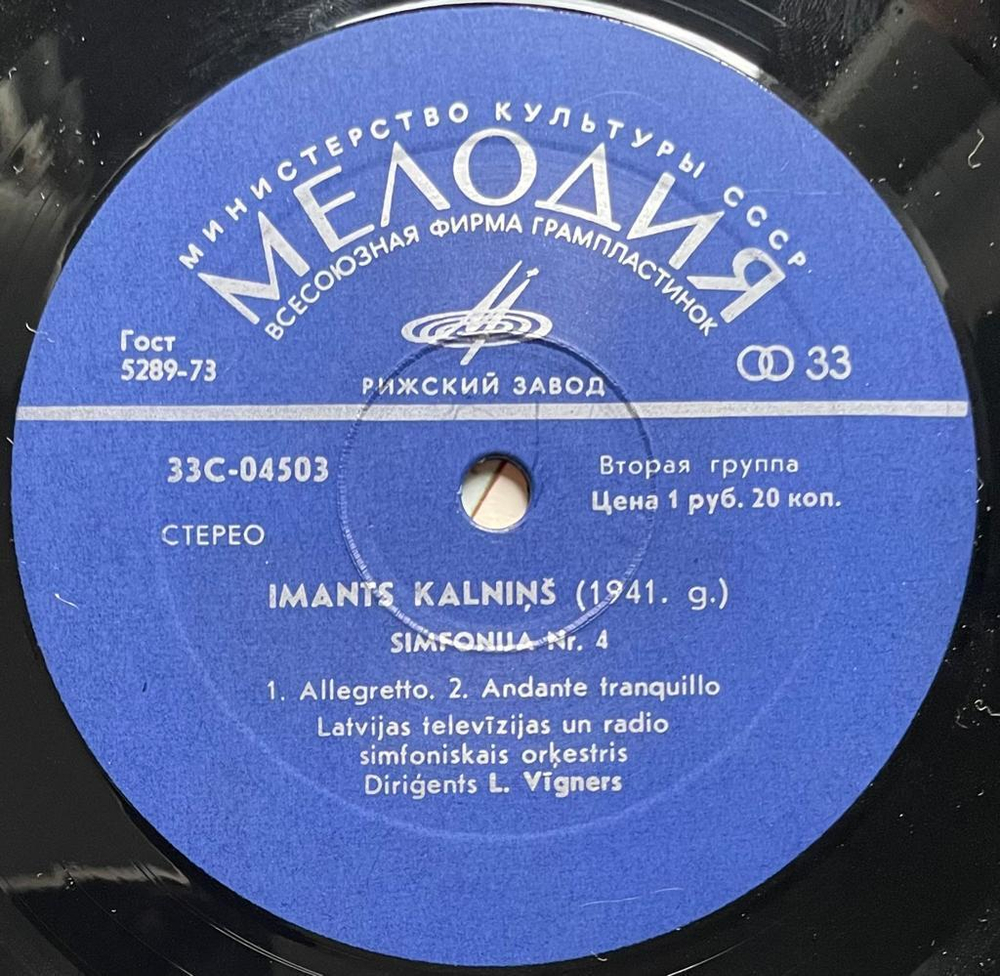 МИНИСТЕРСТВО КУЛЬТУРЫ СССР
МЕЛОДИЯ
ВСЕСОЮЗНАЯ ФИРМА ГРАМПЛАСТИНОК
Гост
5289-73
33
РИЖСКИЙ ЗАВОД
33С-04503
Вторая группа
Цена 1 руб. 20 коп.
СТЕРЕО
IMANTS KALNIŅŠ (1941. g.)
SIMFONIJA Nr. 4
1. Allegretto. 2. Andante tranquillo
Latvijas televīzijas un radio
simfoniskais orķestris
Diriģents L. Vīgners